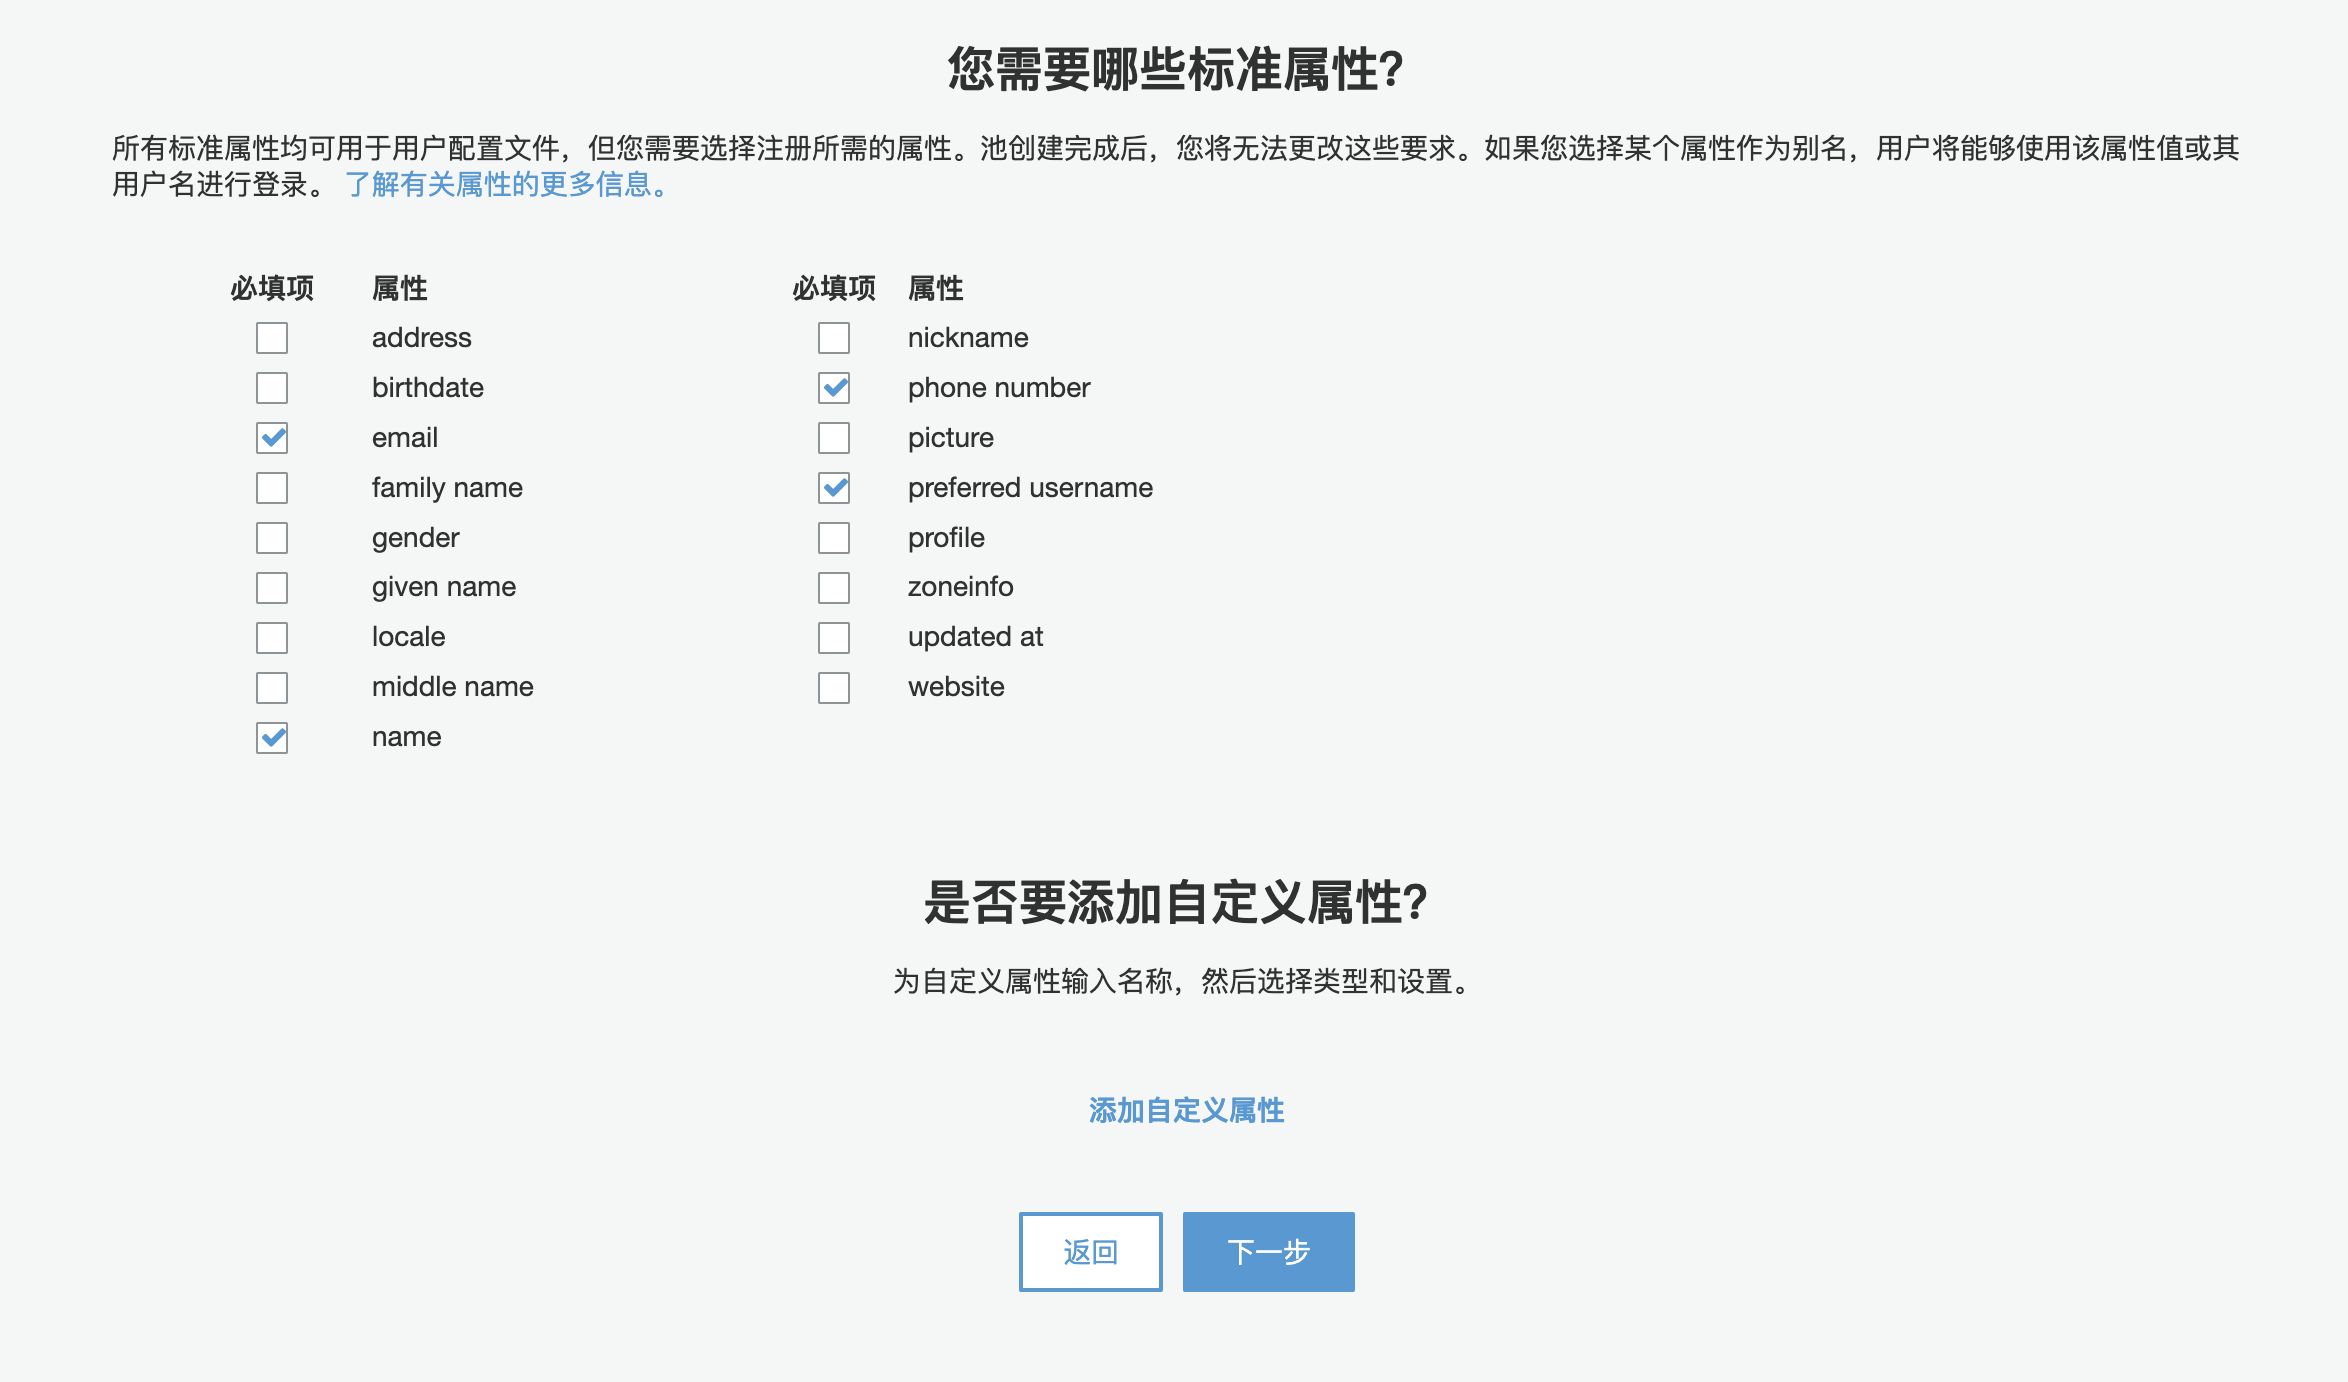 您需要哪些标准属性?
所有标准属性均可用于用户配置文件，但您需要选择注册所需的属性。池创建完成后，您将无法更改这些要求。如果您选择某个属性作为别名，用户将能够使用该属性值或其
用户名进行登录。 了解有关属性的更多信息。
必填项 属性 必填项 属性
address nickname
birthdate phone number
email picture
family name preferred username
gender profile
given name zoneinfo
locale updated at
middle name website
name
是否要添加自定义属性?
为自定义属性输入名称，然后选择类型和设置。
添加自定义属性
返回 下一步